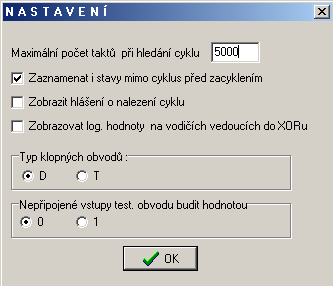 NASTAVENÍ
Maximální počet taktů při hledání cyklu 5000
Zaznamenat i stavy mimo cyklus před zacyklením
Zobrazit hlášení o nalezení cyklu
Zobrazovat log. hodnoty na vodičích vedoucích do XORu
Typ klopných obvodů :
D T
Nepřipojené vstupy test. obvodu budit hodnotou
0 1
OK